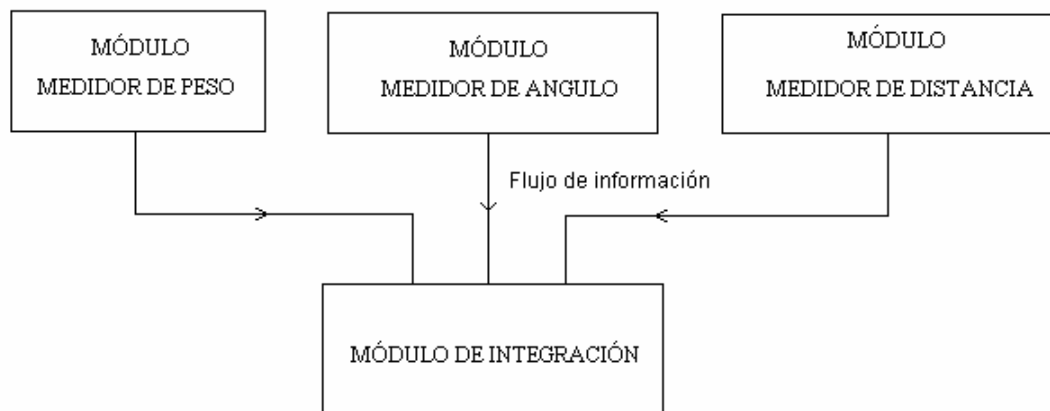 MÓDULO
MEDIDOR DE PESO
MÓDULO
MEDIDOR DE ANGULO
MÓDULO
MEDIDOR DE DISTANCIA
Flujo de información
MÓDULO DE INTEGRACIÓN